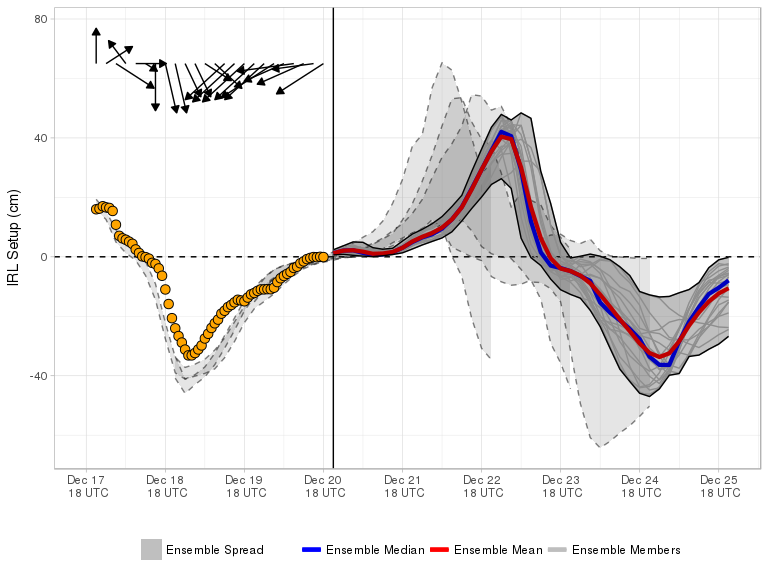 80
40
0
-40
IRL Setup (cm)
Dec 17 Dec 18 Dec 19 Dec 20 Dec 21 Dec 22 Dec 23 Dec 24 Dec 25
18 UTC 18 UTC 18 UTC 18 UTC 18 UTC 18 UTC 18 UTC 18 UTC 18 UTC
Ensemble Spread Ensemble Median Ensemble Mean Ensemble Members